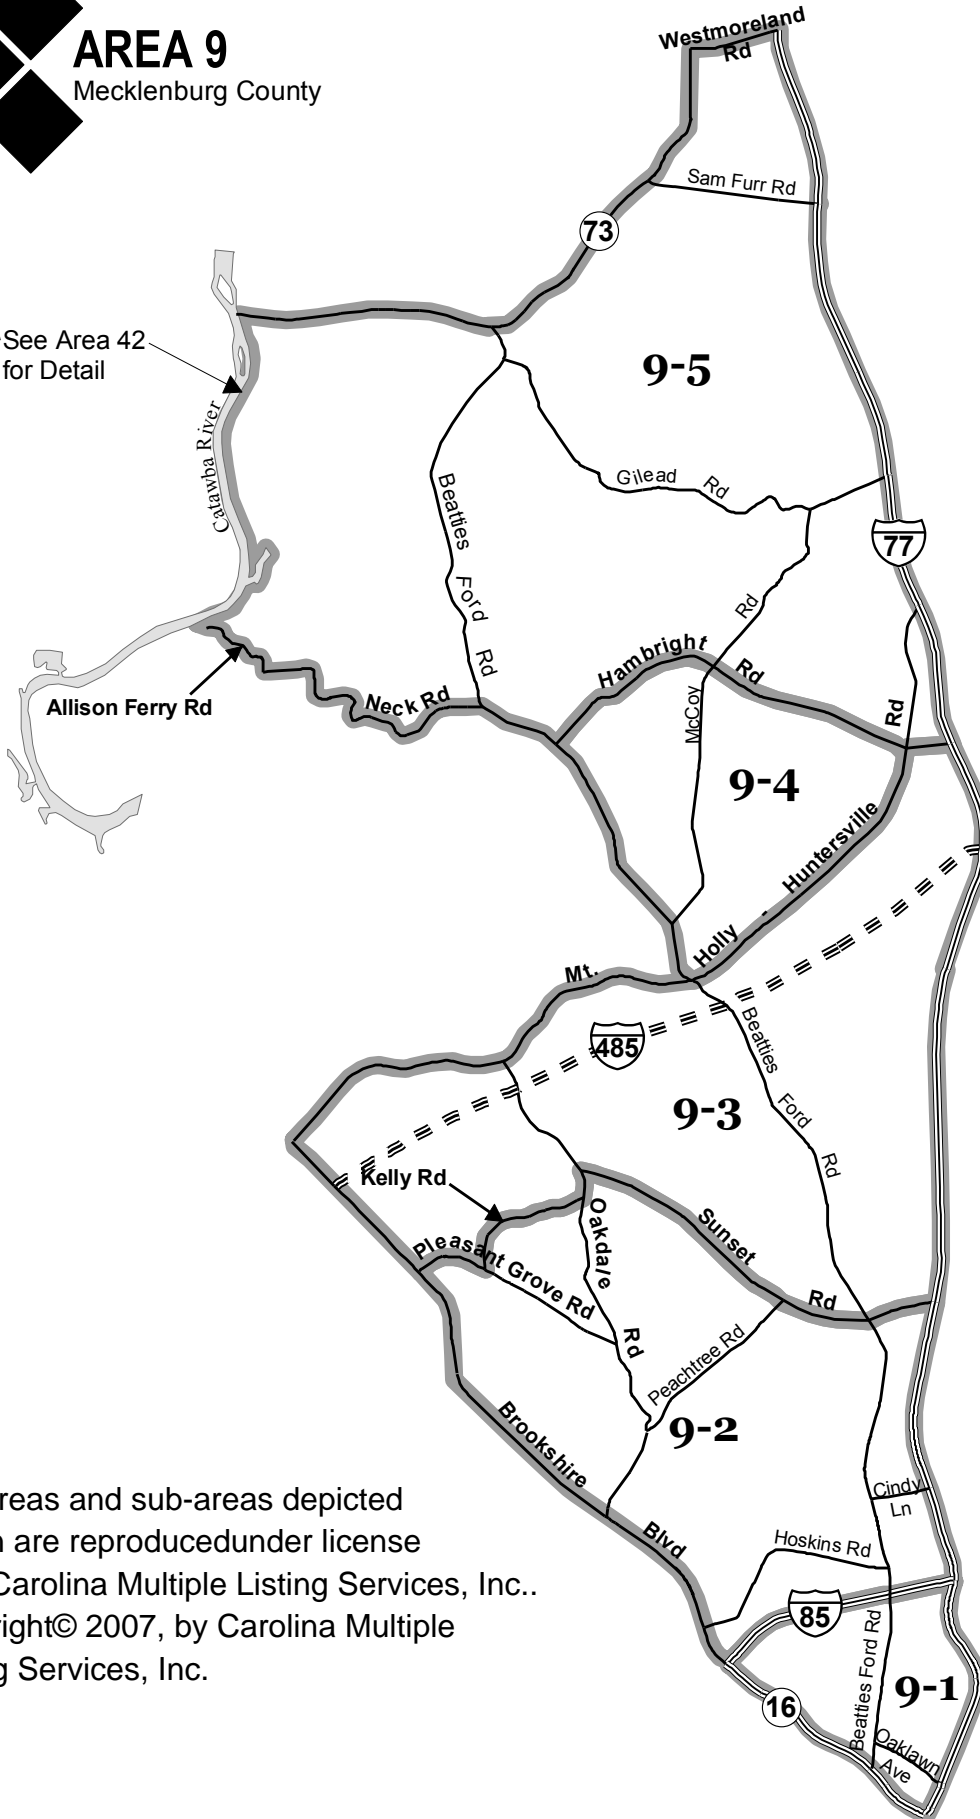 AREA 9
Mecklenburg County
Westmoreland
Rd
Sam Furr Rd
73
See Area 42
for Detail
9-5
Catawba River
Gilead Rd
Beatties Ford Rd
77
Rd
Hambright Rd
Allison Ferry Rd
Neck Rd
McCoy
Rd
9-4
Huntersville
-
Holly
Mt.
485
Beatties Ford Rd
9-3
Kelly Rd
Oakdale Rd
Sunset Rd
Pleasant Grove Rd
Peachtree Rd
9-2
Brookshire Blvd
Cindy
Ln
Hoskins Rd
85
Beatties Ford Rd
9-1
16
Oaklawn
Ave
reas and sub-areas depicted
are reproducedunder license
Carolina Multiple Listing Services, Inc..
ight© 2007, by Carolina Multiple
g Services, Inc.